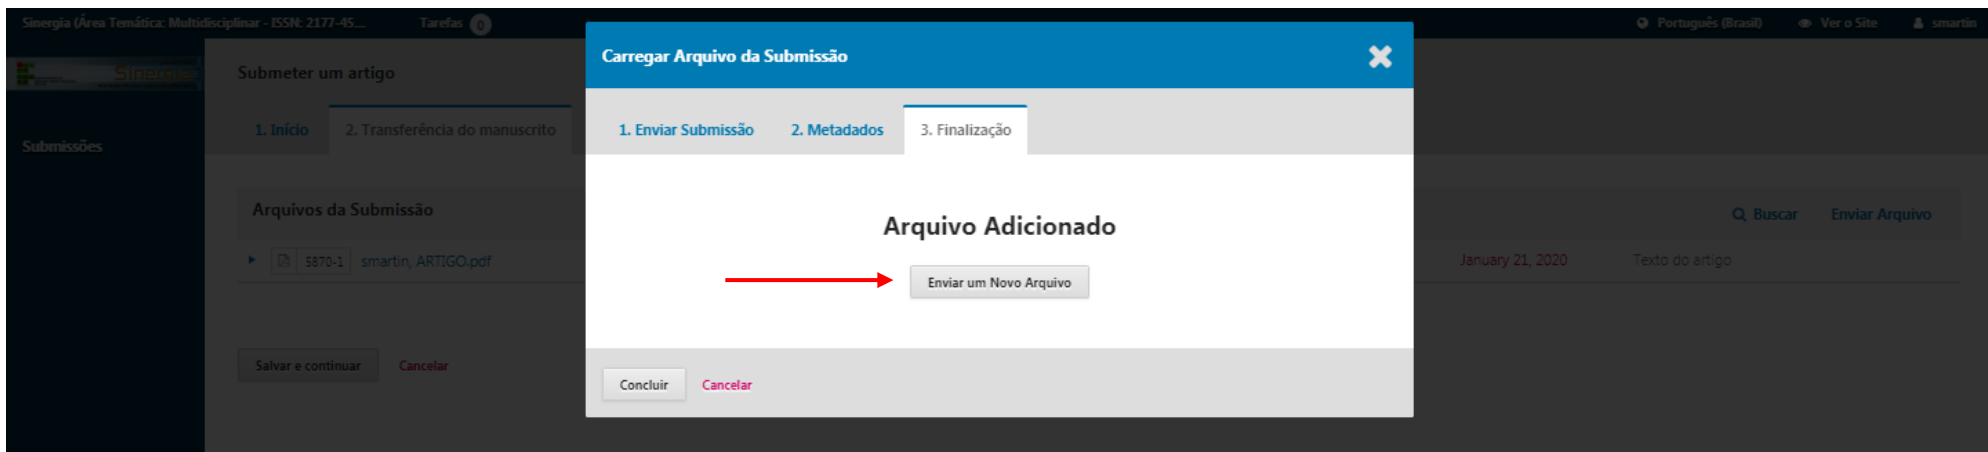 Sinergia (Área Temática: Multidisciplinar - ISSN: 2177-45... Tarefas 0 Português (Brasil) Ver o Site smartin
Sinergia
Submeter um artigo
Carregar Arquivo da Submissão
1. Início 2. Transferência do manuscrito
1. Enviar Submissão 2. Metadados 3. Finalização
Submissões
Arquivos da Submissão
Buscar Enviar Arquivo
Arquivo Adicionado
5870-1 smartin, ARTIGO.pdf
January 21, 2020 Texto do artigo
Enviar um Novo Arquivo
Salvar e continuar Cancelar
Concluir Cancelar